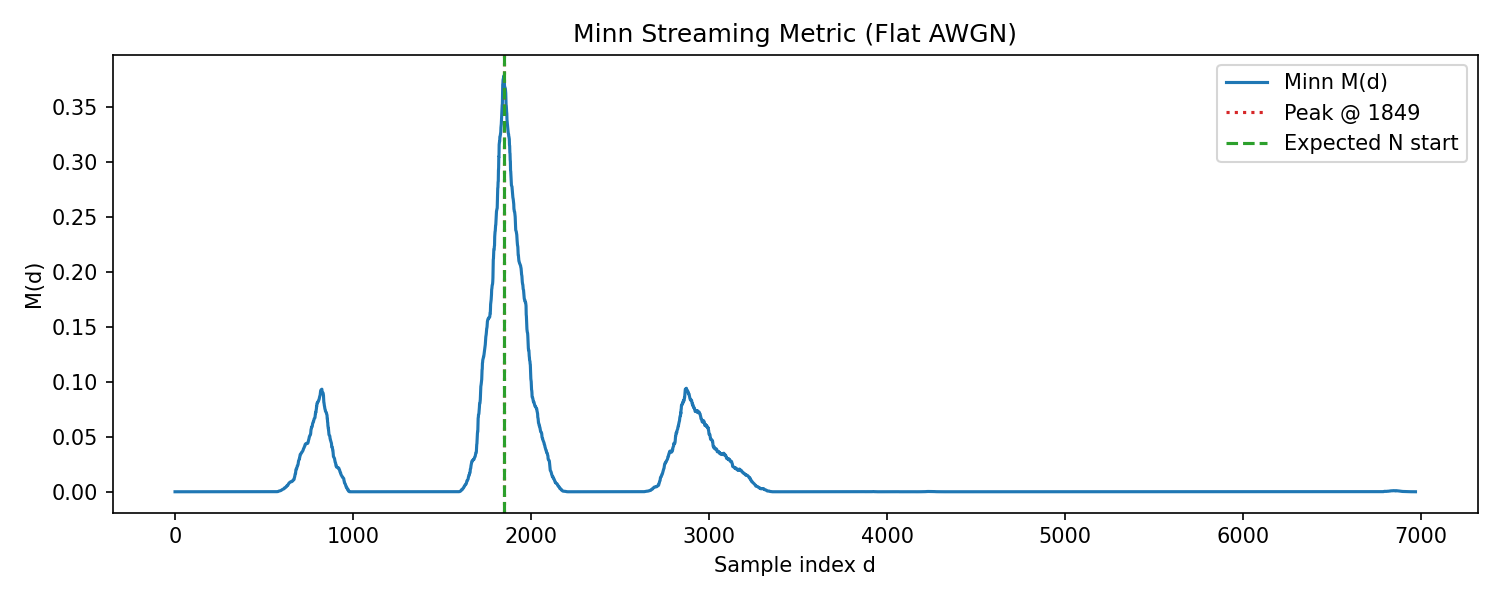 Minn Streaming Metric (Flat AWGN)
Minn M(d)
Peak @ 1849
Expected N start
M(d)
0.35
0.30
0.25
0.20
0.15
0.10
0.05
0.00
0 1000 2000 3000 4000 5000 6000 7000
Sample index d